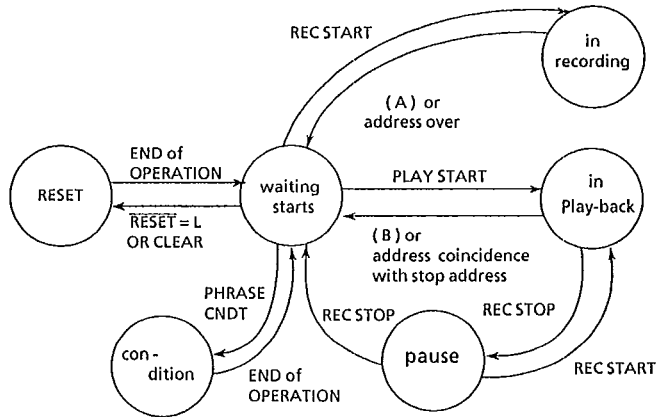 REC START
in
recording
(A) or
address over
END of
OPERATION
RESET
waiting
starts
PLAY START
in
Play-back
RESET = L
OR CLEAR
(B) or
address coincidence
with stop address
PHRASE
CNDT
REC STOP
REC STOP
con -
dition
pause
REC START
END of
OPERATION